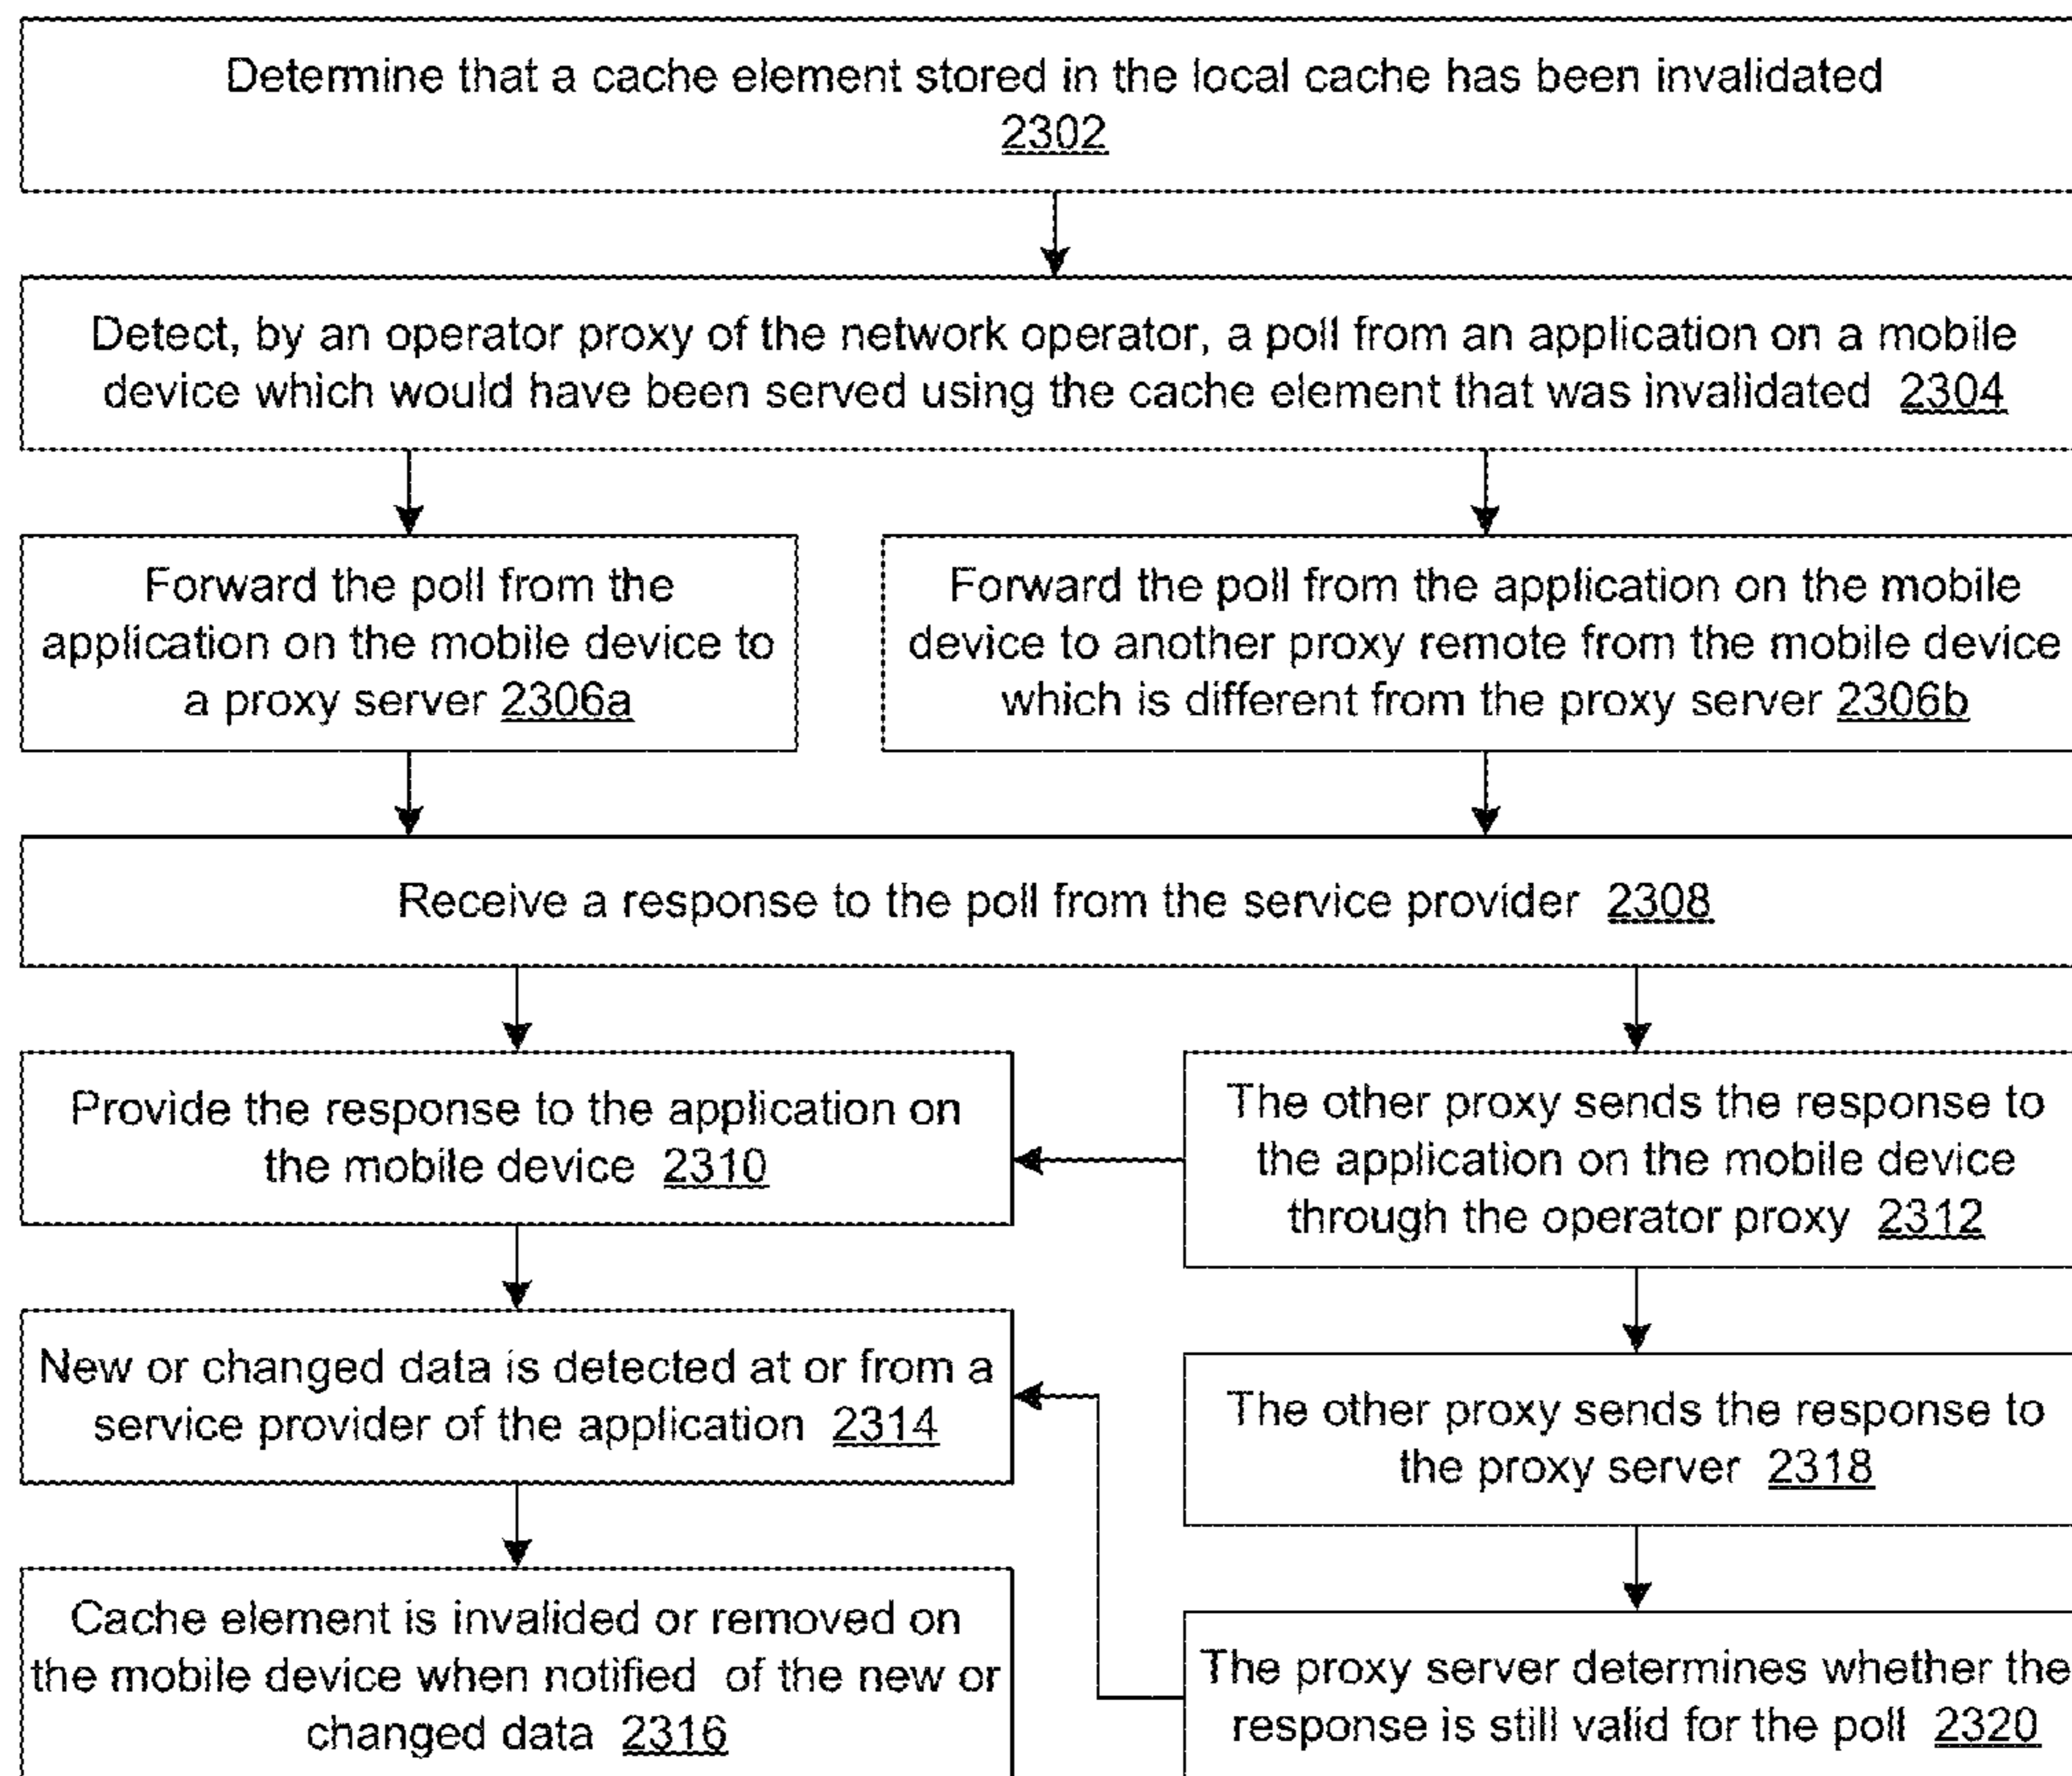 Determine that a cache element stored in the local cache has been invalidated
2302
Detect, by an operator proxy of the network operator, a poll from an application on a mobile
device which would have been served using the cache element that was invalidated 2304
Forward the poll from the
application on the mobile device to
a proxy server 2306a
Forward the poll from the application on the mobile
device to another proxy remote from the mobile device
which is different from the proxy server 2306b
Receive a response to the poll from the service provider 2308
Provide the response to the application on
the mobile device 2310
The other proxy sends the response to
the application on the mobile device
through the operator proxy 2312
New or changed data is detected at or from a
service provider of the application 2314
The other proxy sends the response to
the proxy server 2318
Cache element is invalided or removed on
the mobile device when notified of the new or
changed data 2316
The proxy server determines whether the
response is still valid for the poll 2320